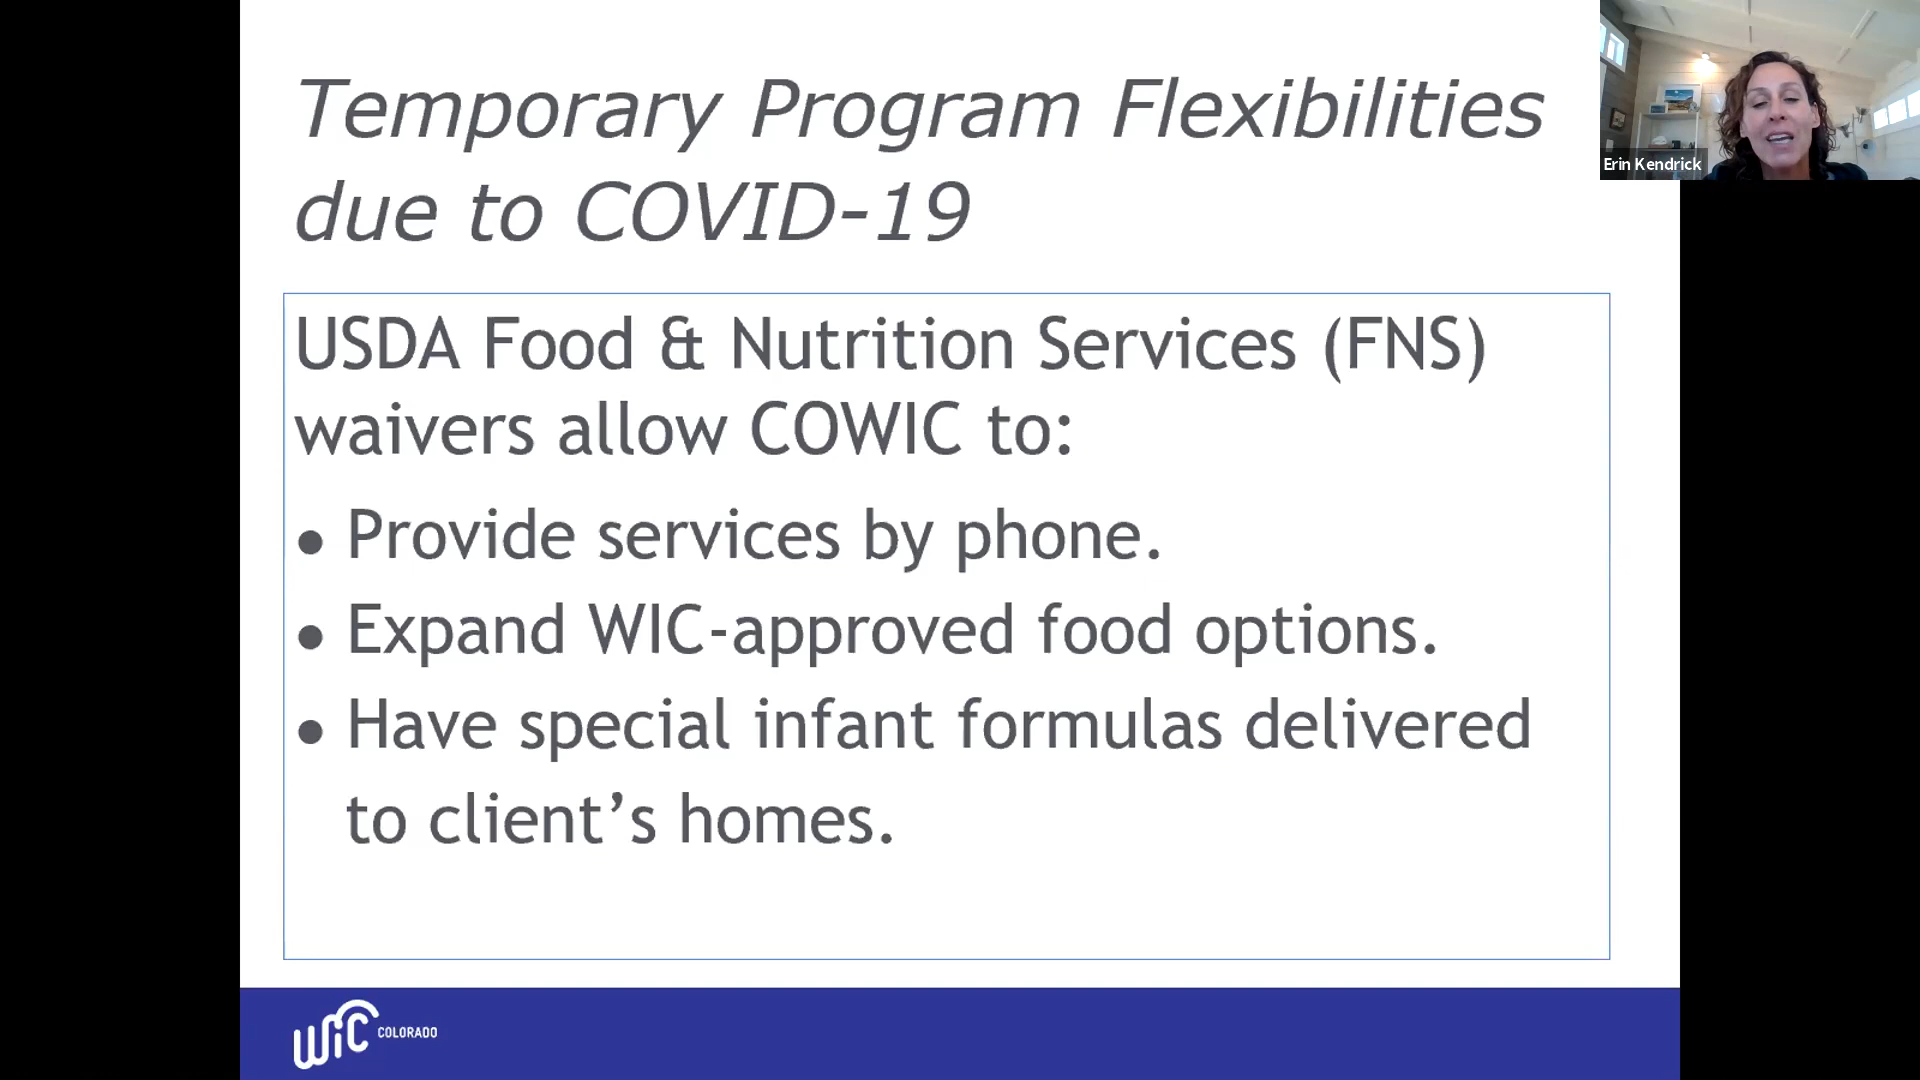 Temporary Program Flexibilities
due to COVID-19
Erin Kendrick
USDA Food & Nutrition Services (FNS)
waivers allow COWIC to:
● Provide services by phone.
● Expand WIC-approved food options.
● Have special infant formulas delivered
to client’s homes.
WIC COLORADO